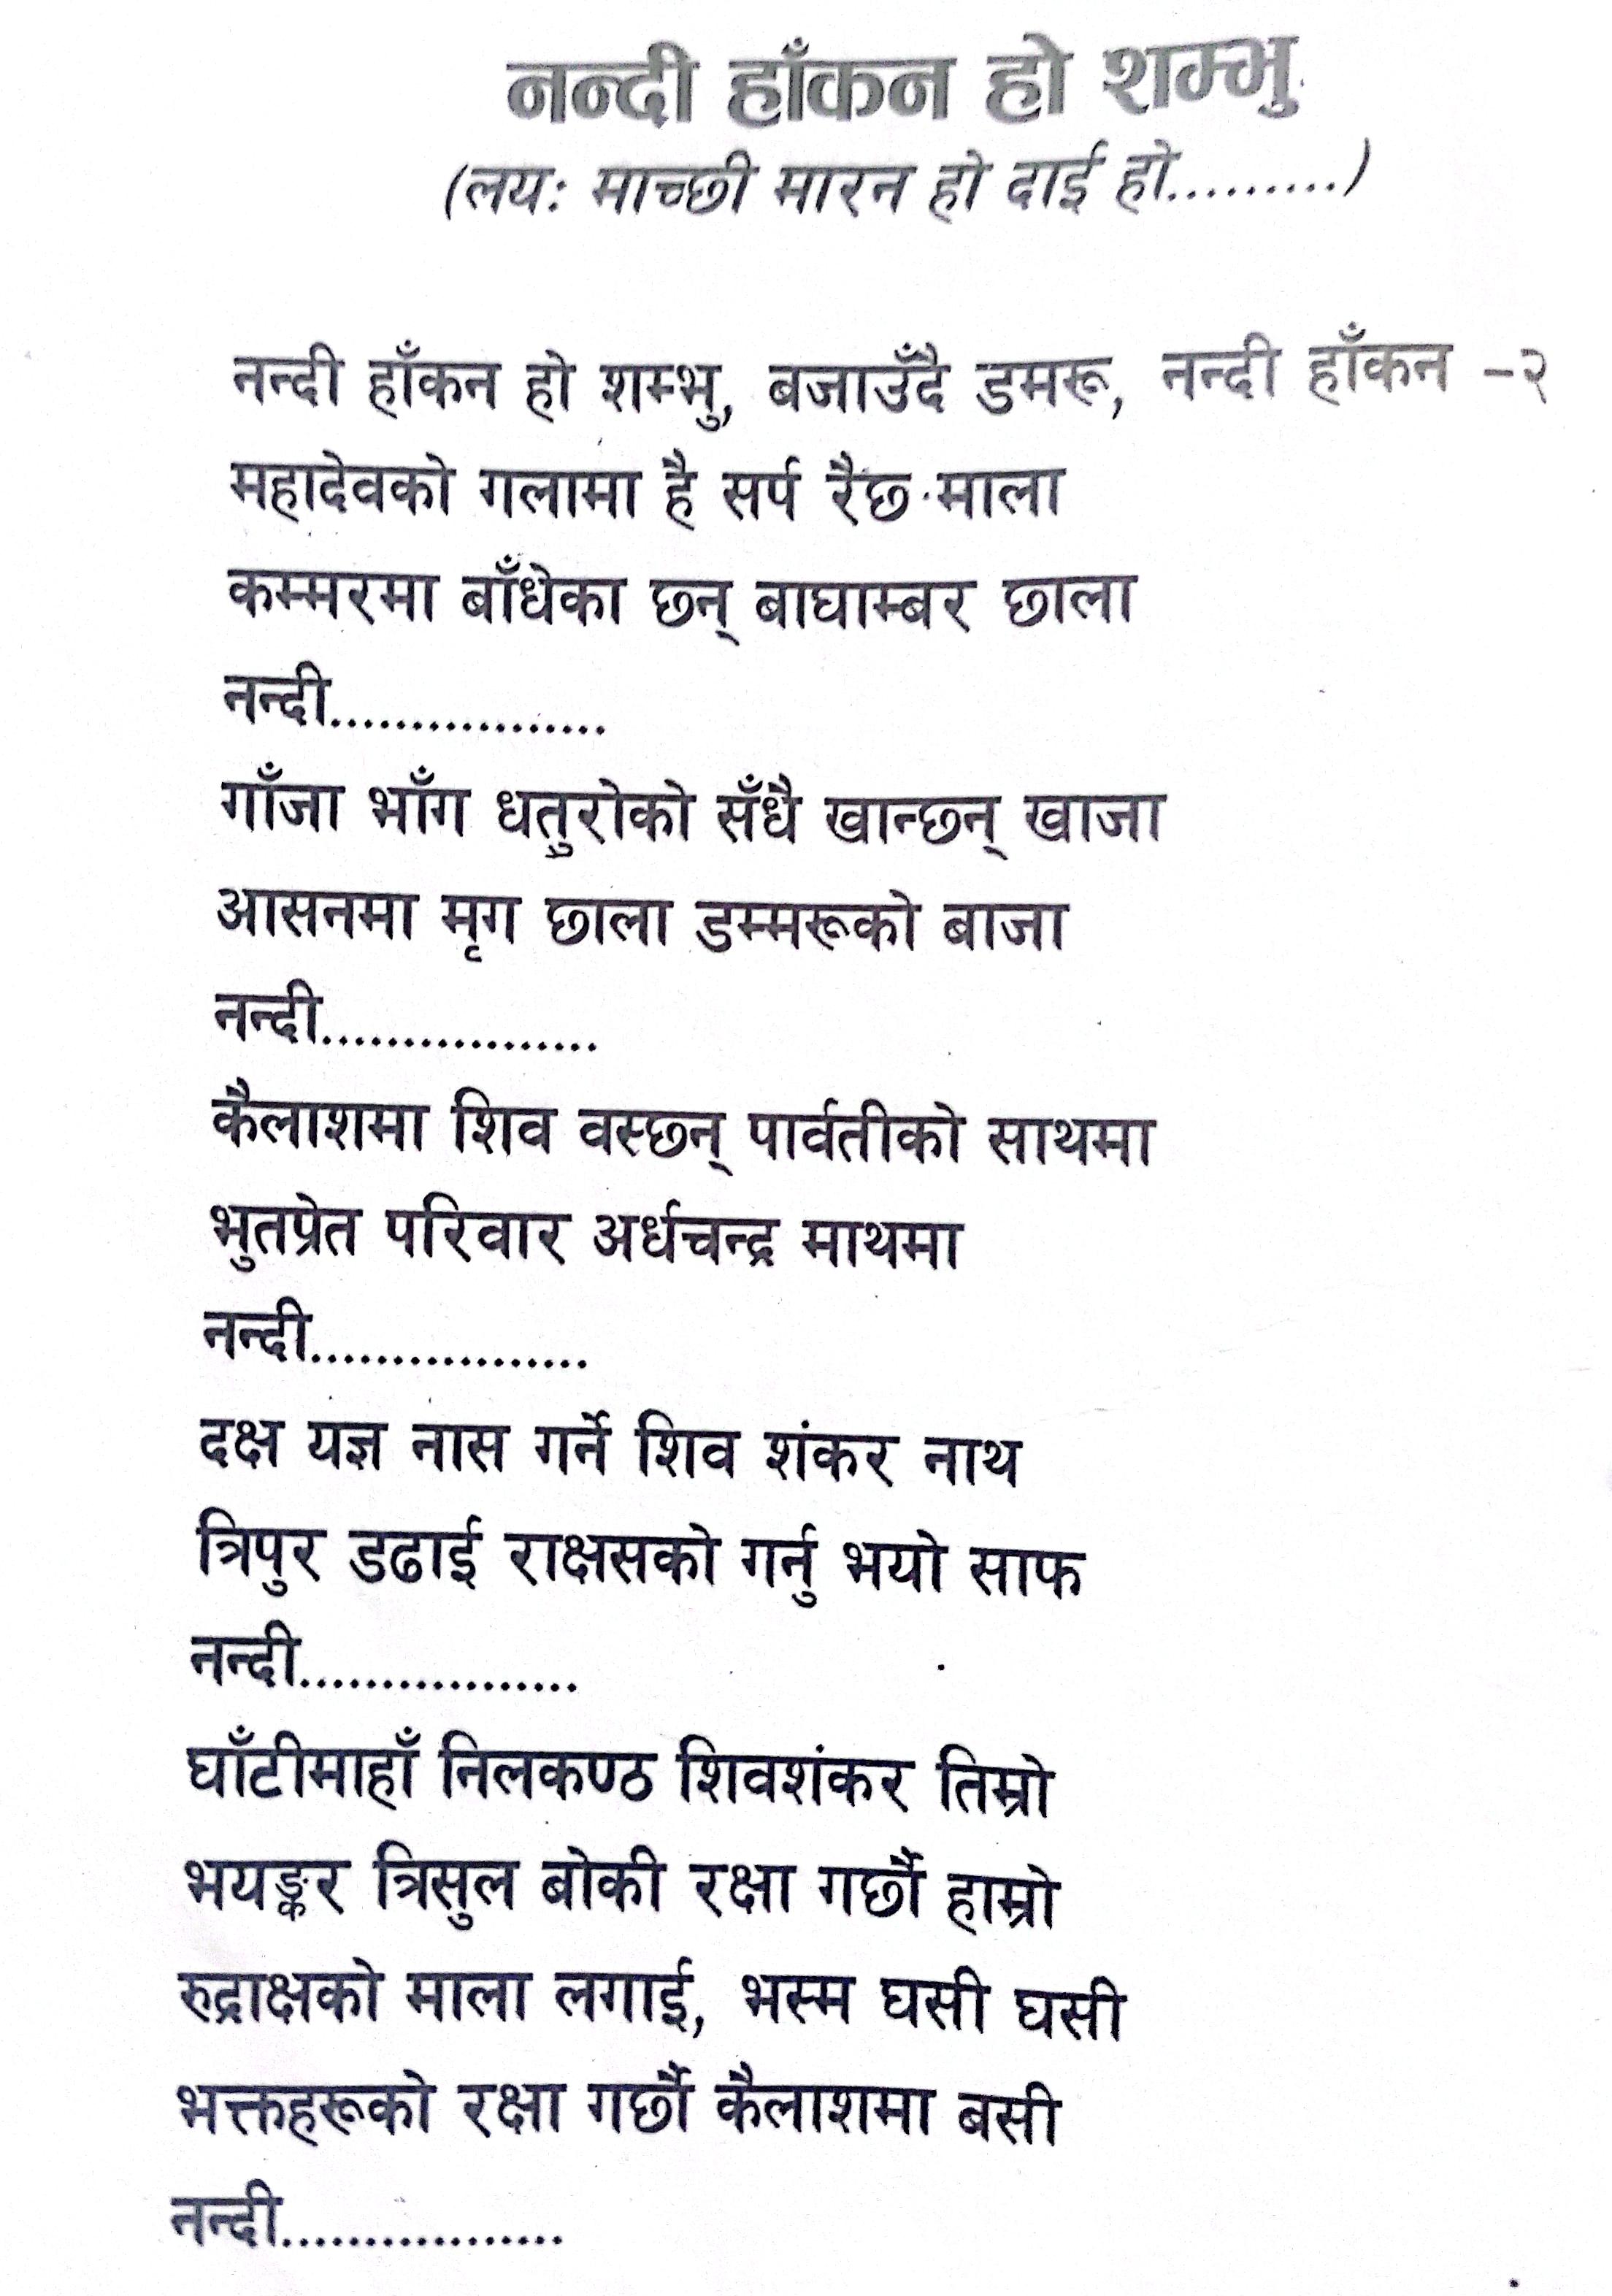 नन्दी हाँकन हो शम्भु
(लय: माच्छी मारन हो दाई हो.........)
नन्दी हाँकन हो शम्भु, बजाउँदै डमरू, नन्दी हाँकन -२
महादेवको गलामा है सर्प रैछ माला
कम्मरमा बाँधेका छन् बाघाम्बर छाला
नन्दी.................
गाँजा भाँग धतुरोको सँधै खान्छन् खाजा
आसनमा मृग छाला डम्मरूको बाजा
नन्दी.................
कैलाशमा शिव वस्छन् पार्वतीको साथमा
भुतप्रेत परिवार अर्धचन्द्र माथमा
नन्दी.................
दक्ष यज्ञ नास गर्ने शिव शंकर नाथ
त्रिपुर डढाई राक्षसको गर्नु भयो साफ
नन्दी.................
घाँटीमाहाँ निलकण्ठ शिवशंकर तिम्रो
भयङ्कर त्रिसुल बोकी रक्षा गर्छौ हाम्रो
रुद्राक्षको माला लगाई, भस्म घसी घसी
भक्तहरूको रक्षा गर्छौ कैलाशमा बसी
नन्दी.................